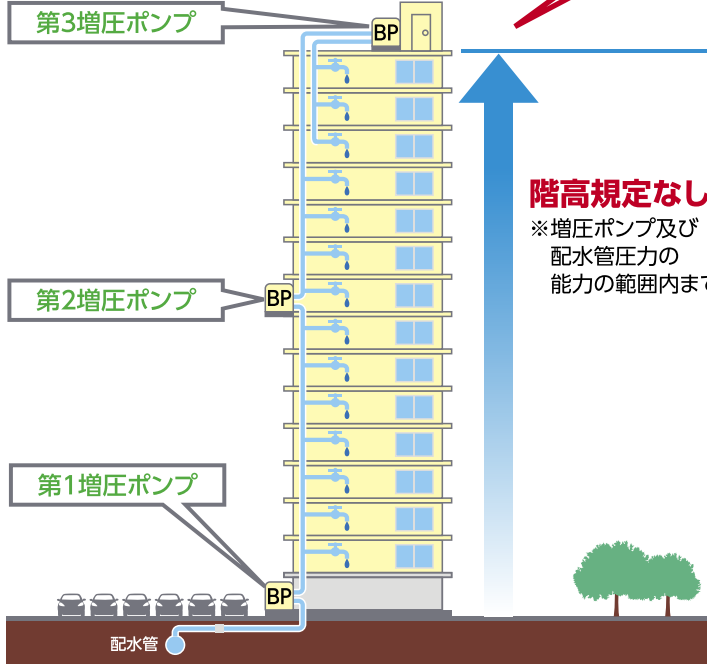 第3増圧ポンプ
BP
階高規定なし
※増圧ポンプ及び
配水管圧力の
能力の範囲内まで
第2増圧ポンプ
BP
第1増圧ポンプ
BP
配水管